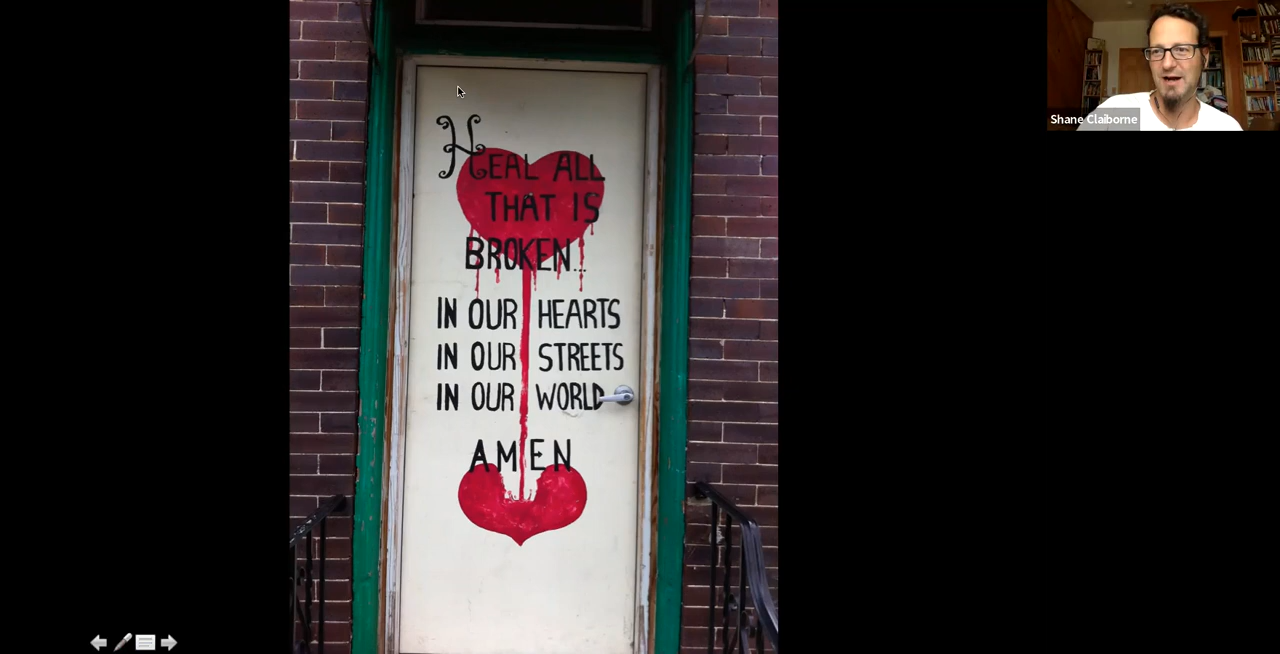 HEAL ALL
THAT IS
BROKEN...
IN OUR HEARTS
IN OUR STREETS
IN OUR WORLD
AMEN
Shane Claiborne